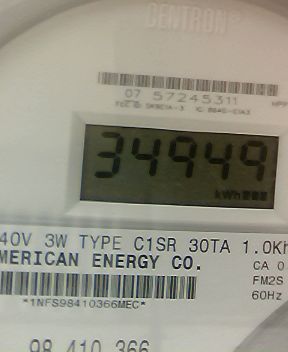 CENTRON®
07 57245311
34949
kWh
40V 3W TYPE C1SR 30TA 1.0Kh
MERICAN ENERGY CO.
CA 0
FM2S
60Hz
*1NFS98410366MEC*
98 410 366